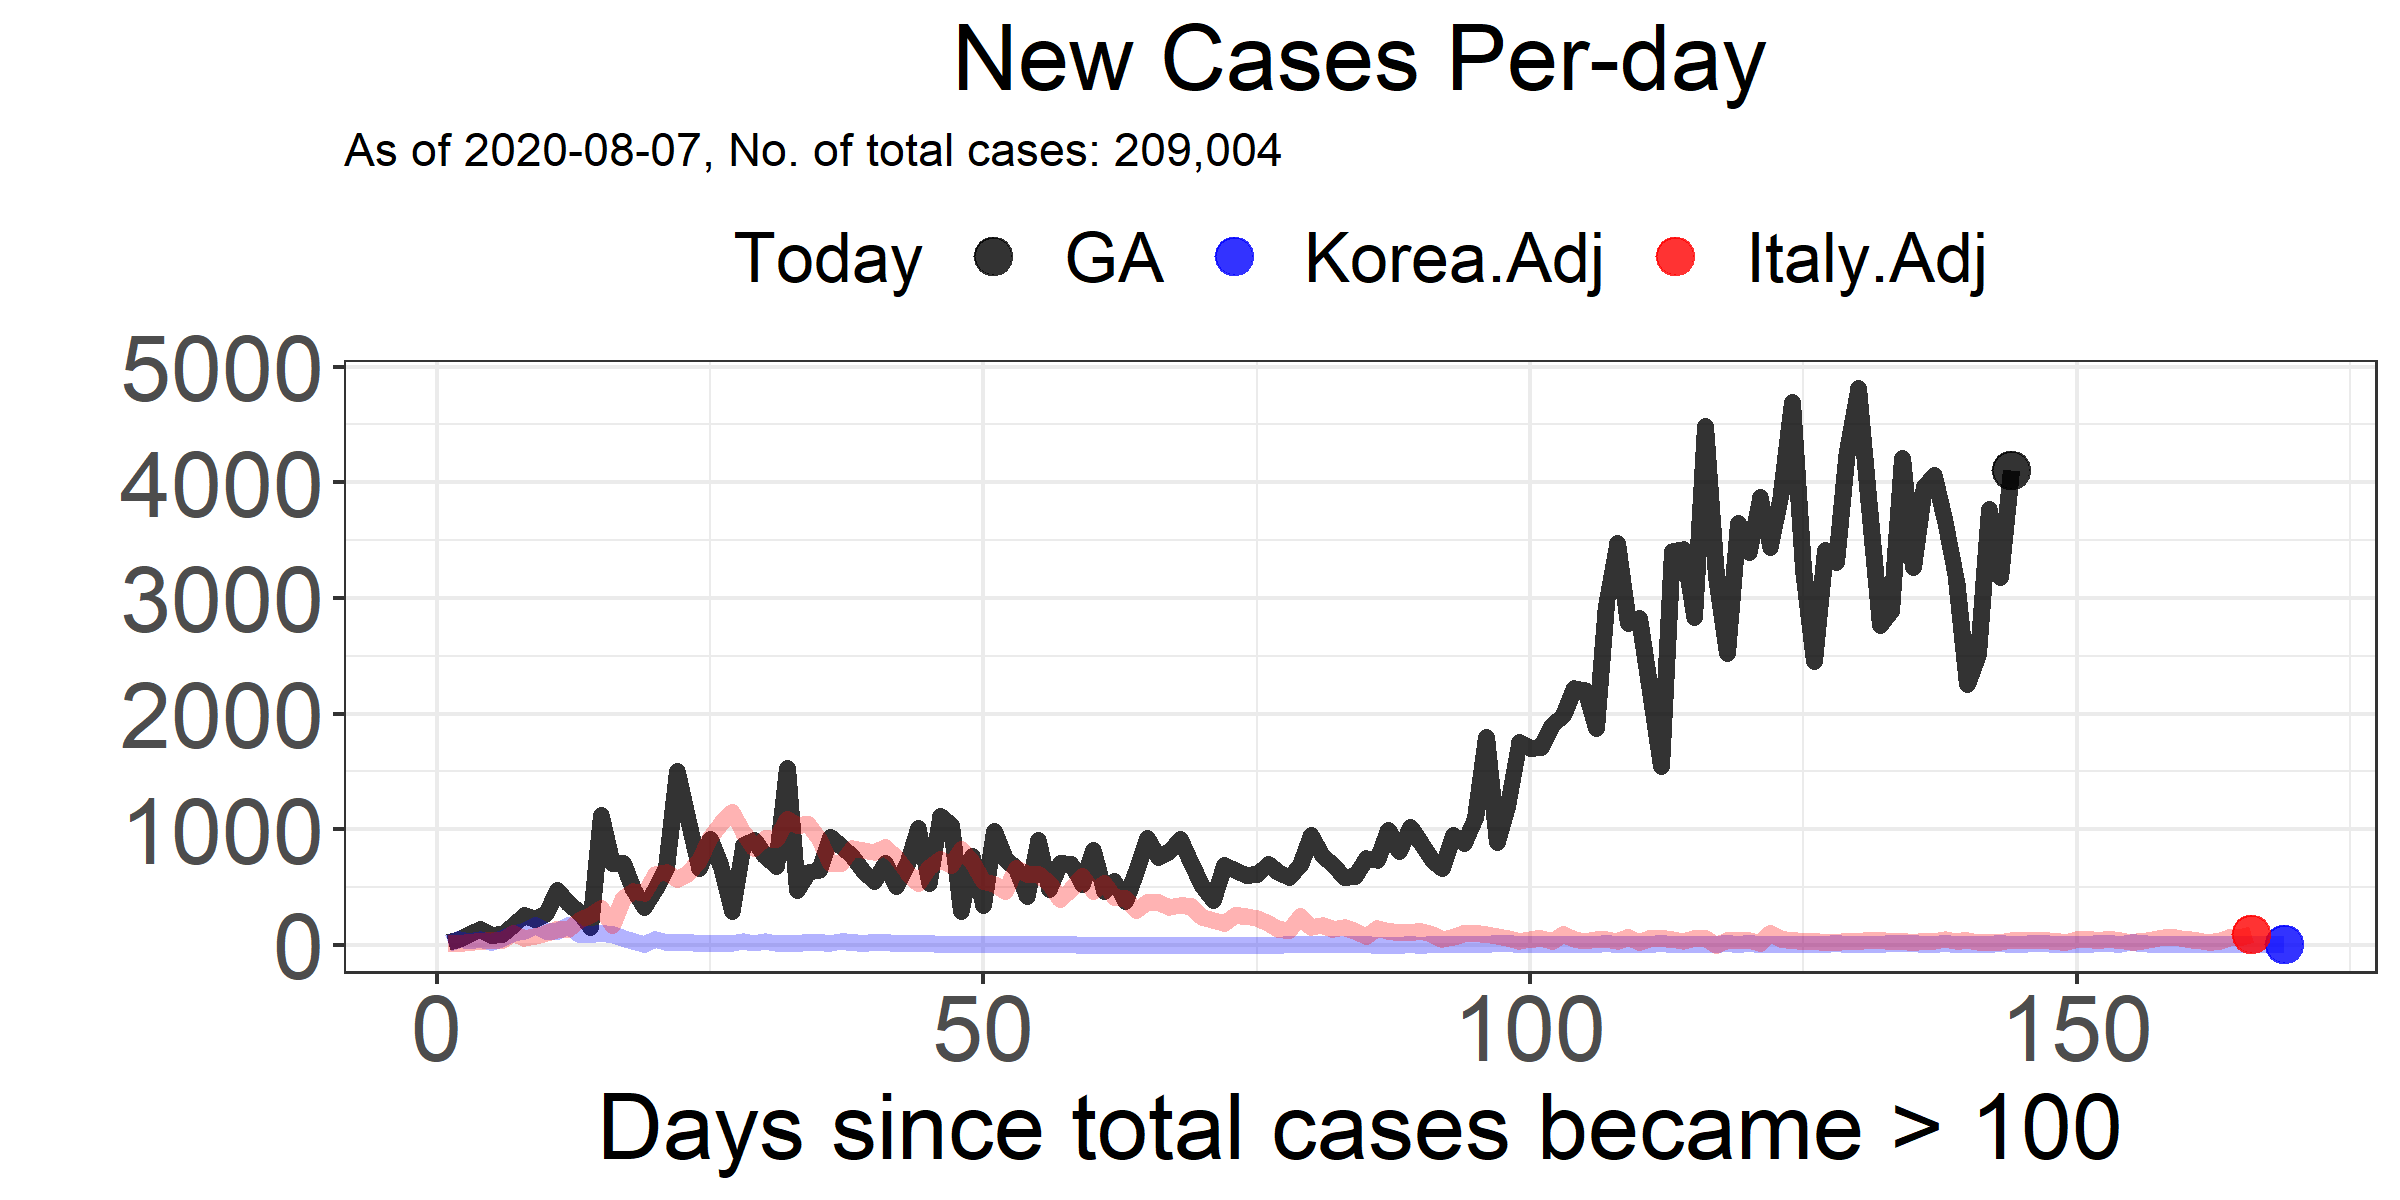 New Cases Per-day
As of 2020-08-07, No. of total cases: 209,004
Today GA Korea.Adj Italy.Adj
5000
4000
3000
2000
1000
0
0 50 100 150
Days since total cases became > 100